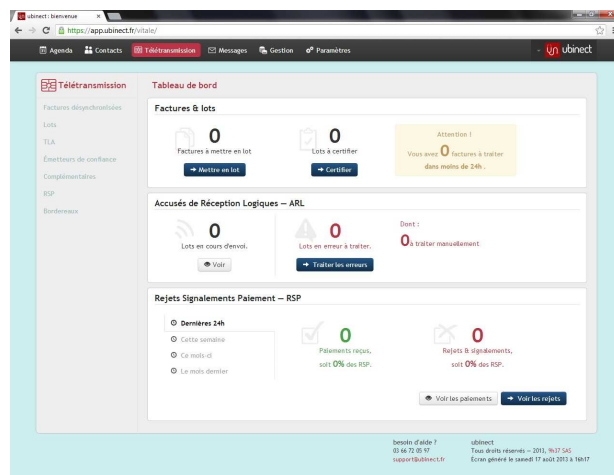 ubinect : bienvenue
https://app.ubinect.net/vitale/
Agenda Contacts Télétransmission Messages Gestion Paramètres ubinect
Télétransmission
Factures désynchronisées
Lots
TLA
Émetteurs de confiance
Complémentaires
RSP
Bordereaux
Tableau de bord
Factures & lots
0
Factures à mettre en lot
→ Mettre en lot
0
Lots à certifier
→ Certifier
Attention !
Vous avez 0 factures à traiter
dans moins de 24h .
Accusés de Réception Logiques — ARL
0
Lots en cours d'envoi.
Voir
0
Lots en erreur à traiter.
→ Traiter les erreurs
Dont :
0 à traiter manuellement
Rejets Signalements Paiement — RSP
Dernières 24h
Cette semaine
Ce mois-ci
Le mois dernier
0
Paiements reçus,
soit 0% des RSP.
0
Rejets & signalements,
soit 0% des RSP.
Voir les paiements → Voir les rejets
besoin d'aide ?
03 66 72 05 97
support@ubinect.fr
ubinect
Tous droits réservés — 2013, 9h37 SAS
Écran généré le samedi 17 août 2013 à 16h17